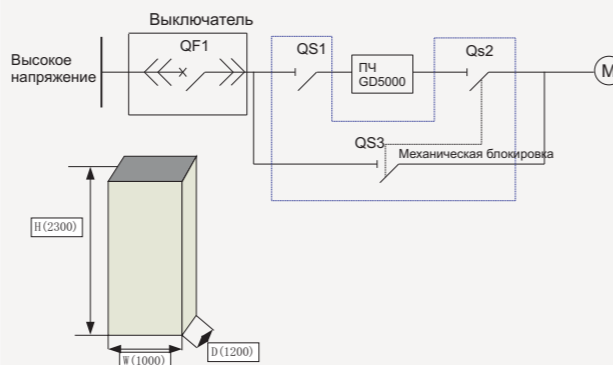 Выключатель
Высокое
напряжение
QF1
QS1
ПЧ
GD5000
Qs2
M
QS3
Механическая блокировка
H(2300)
W(1000)
D(1200)